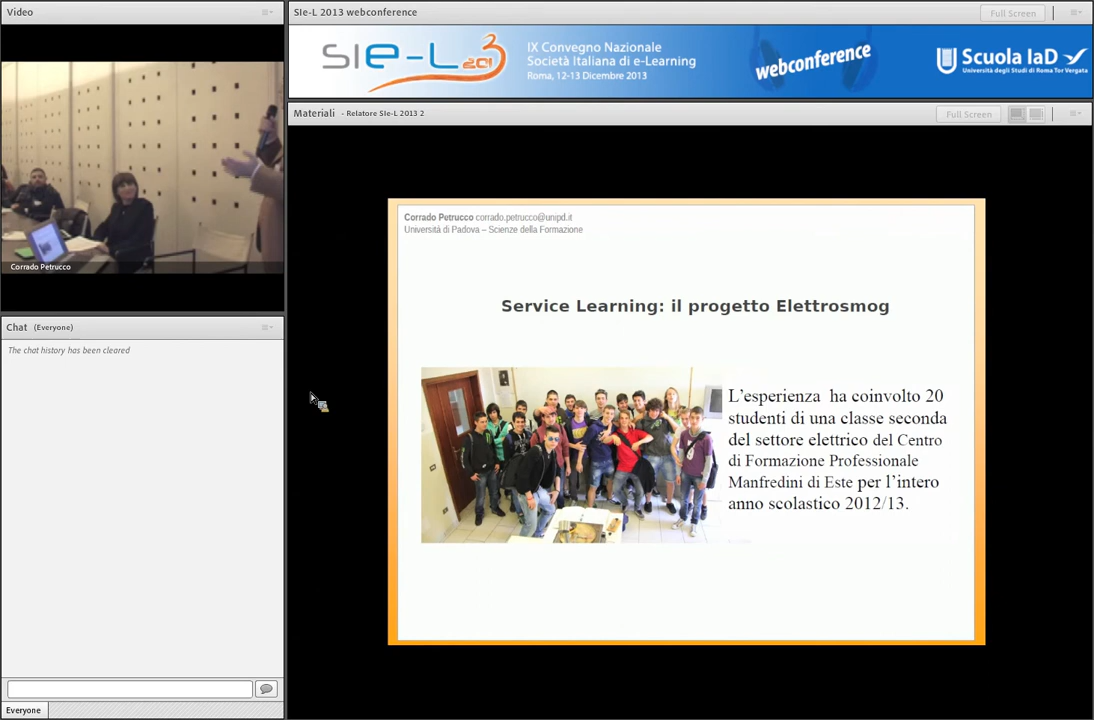 Video
SIe-L 2013 webconference
Full Screen
SIe-L 2013
IX Convegno Nazionale
Società Italiana di e-Learning
Roma, 12-13 Dicembre 2013
webconference
Scuola IaD
Università degli Studi di Roma Tor Vergata
Materiali - Relatore SIe-L 2013 2
Full Screen
Corrado Petrucco
Chat (Everyone)
The chat history has been cleared
Everyone
Corrado Petrucco corrado.petrucco@unipd.it
Università di Padova – Scienze della Formazione
Service Learning: il progetto Elettrosmog
L’esperienza ha coinvolto 20
studenti di una classe seconda
del settore elettrico del Centro
di Formazione Professionale
Manfredini di Este per l’intero
anno scolastico 2012/13.